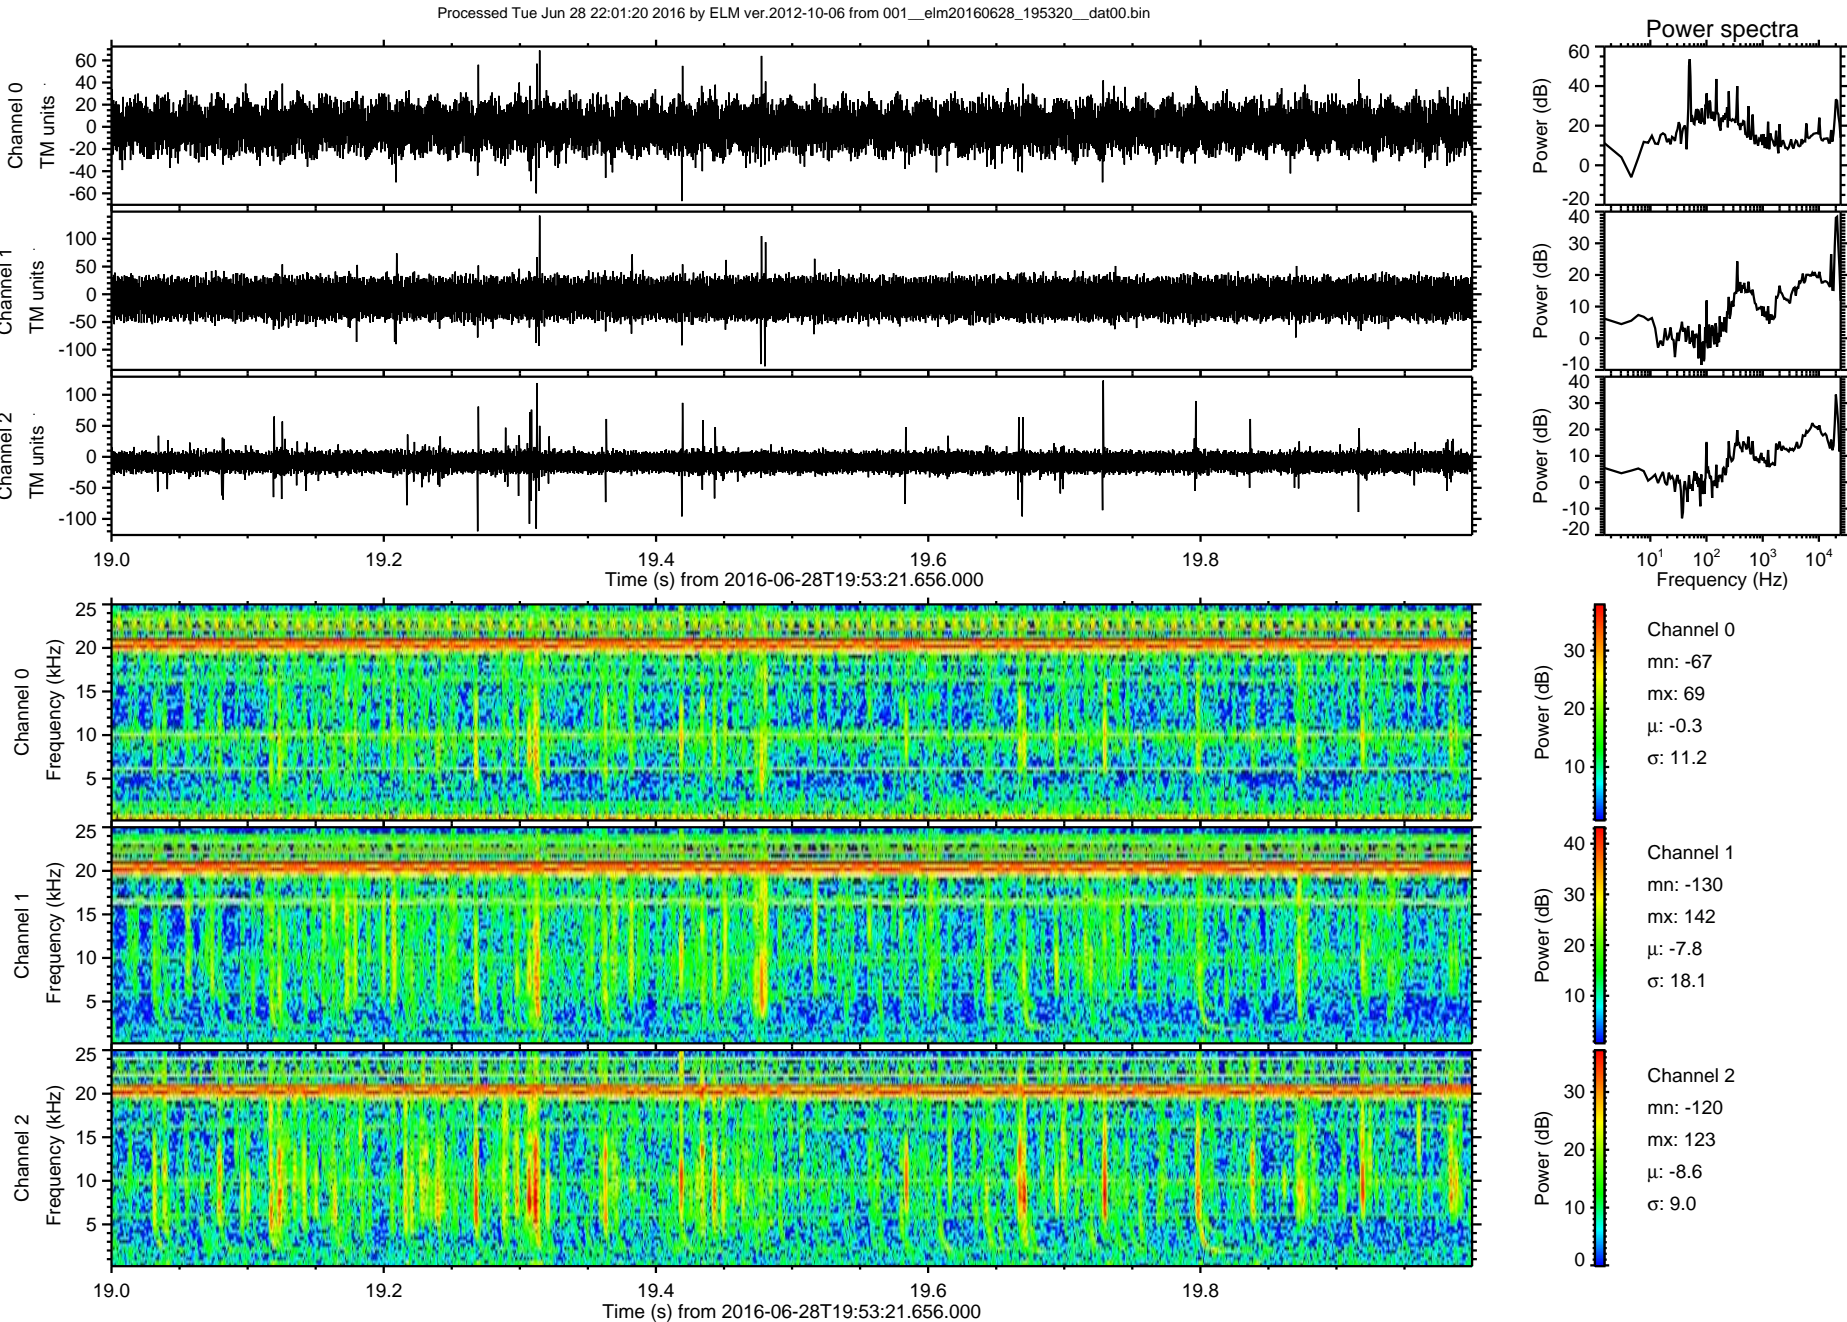 Processed Tue Jun 28 22:01:20 2016 by ELM ver.2012-10-06 from 001__elm20160628_195320__dat00.bin
Power spectra
Channel 0
TM units
60
40
20
0
-20
-40
-60
Power (dB)
60
40
20
0
-20
Channel 1
TM units
100
50
0
-50
-100
Power (dB)
40
30
20
10
0
-10
Channel 2
TM units
100
50
0
-50
-100
Power (dB)
40
30
20
10
0
-10
-20
19.0 19.2 19.4 19.6 19.8
Time (s) from 2016-06-28T19:53:21.656.000
10^1 10^2 10^3 10^4
Frequency (Hz)
Channel 0
Frequency (kHz)
25
20
15
10
5
Power (dB)
30
20
10
Channel 0
mn: -67
mx: 69
μ: -0.3
σ: 11.2
Channel 1
Frequency (kHz)
25
20
15
10
5
Power (dB)
40
30
20
10
Channel 1
mn: -130
mx: 142
μ: -7.8
σ: 18.1
Channel 2
Frequency (kHz)
25
20
15
10
5
Power (dB)
30
20
10
0
Channel 2
mn: -120
mx: 123
μ: -8.6
σ: 9.0
19.0 19.2 19.4 19.6 19.8
Time (s) from 2016-06-28T19:53:21.656.000